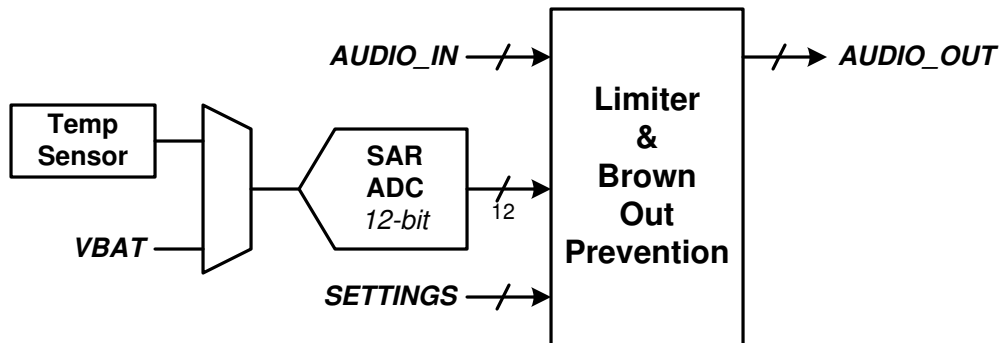 AUDIO_IN
AUDIO_OUT
Limiter
&
Brown
Out
Prevention
Temp
Sensor
SAR
ADC
12-bit
12
VBAT
SETTINGS